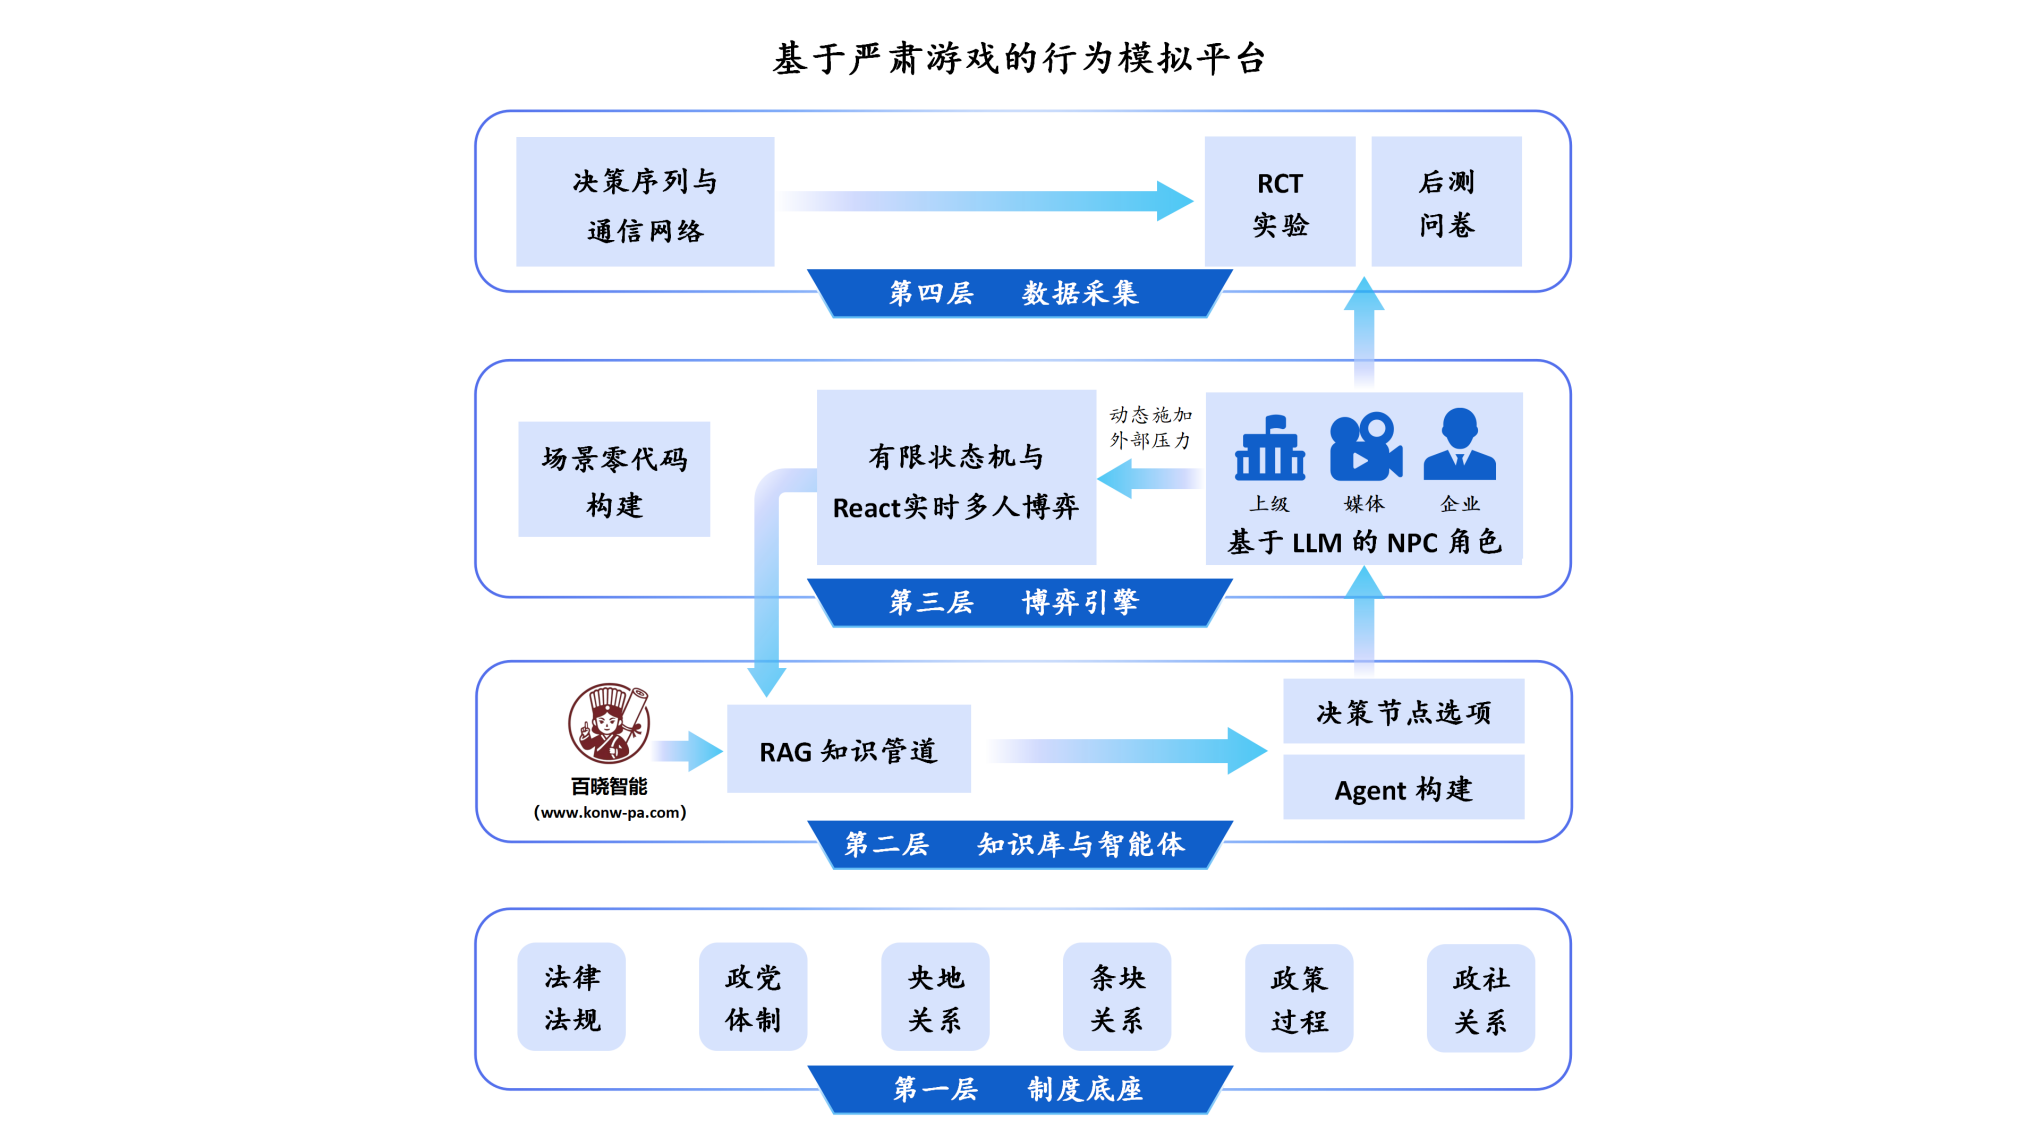 基于严肃游戏的行为模拟平台
决策序列与
通信网络
RCT
实验
后测
问卷
第四层 数据采集
场景零代码
构建
有限状态机与
React实时多人博弈
动态施加
外部压力
上级
媒体
企业
基于 LLM 的 NPC 角色
第三层 博弈引擎
百晓智能
(www.konw-pa.com)
RAG 知识管道
决策节点选项
Agent 构建
第二层 知识库与智能体
法律
法规
政党
体制
央地
关系
条块
关系
政策
过程
政社
关系
第一层 制度底座